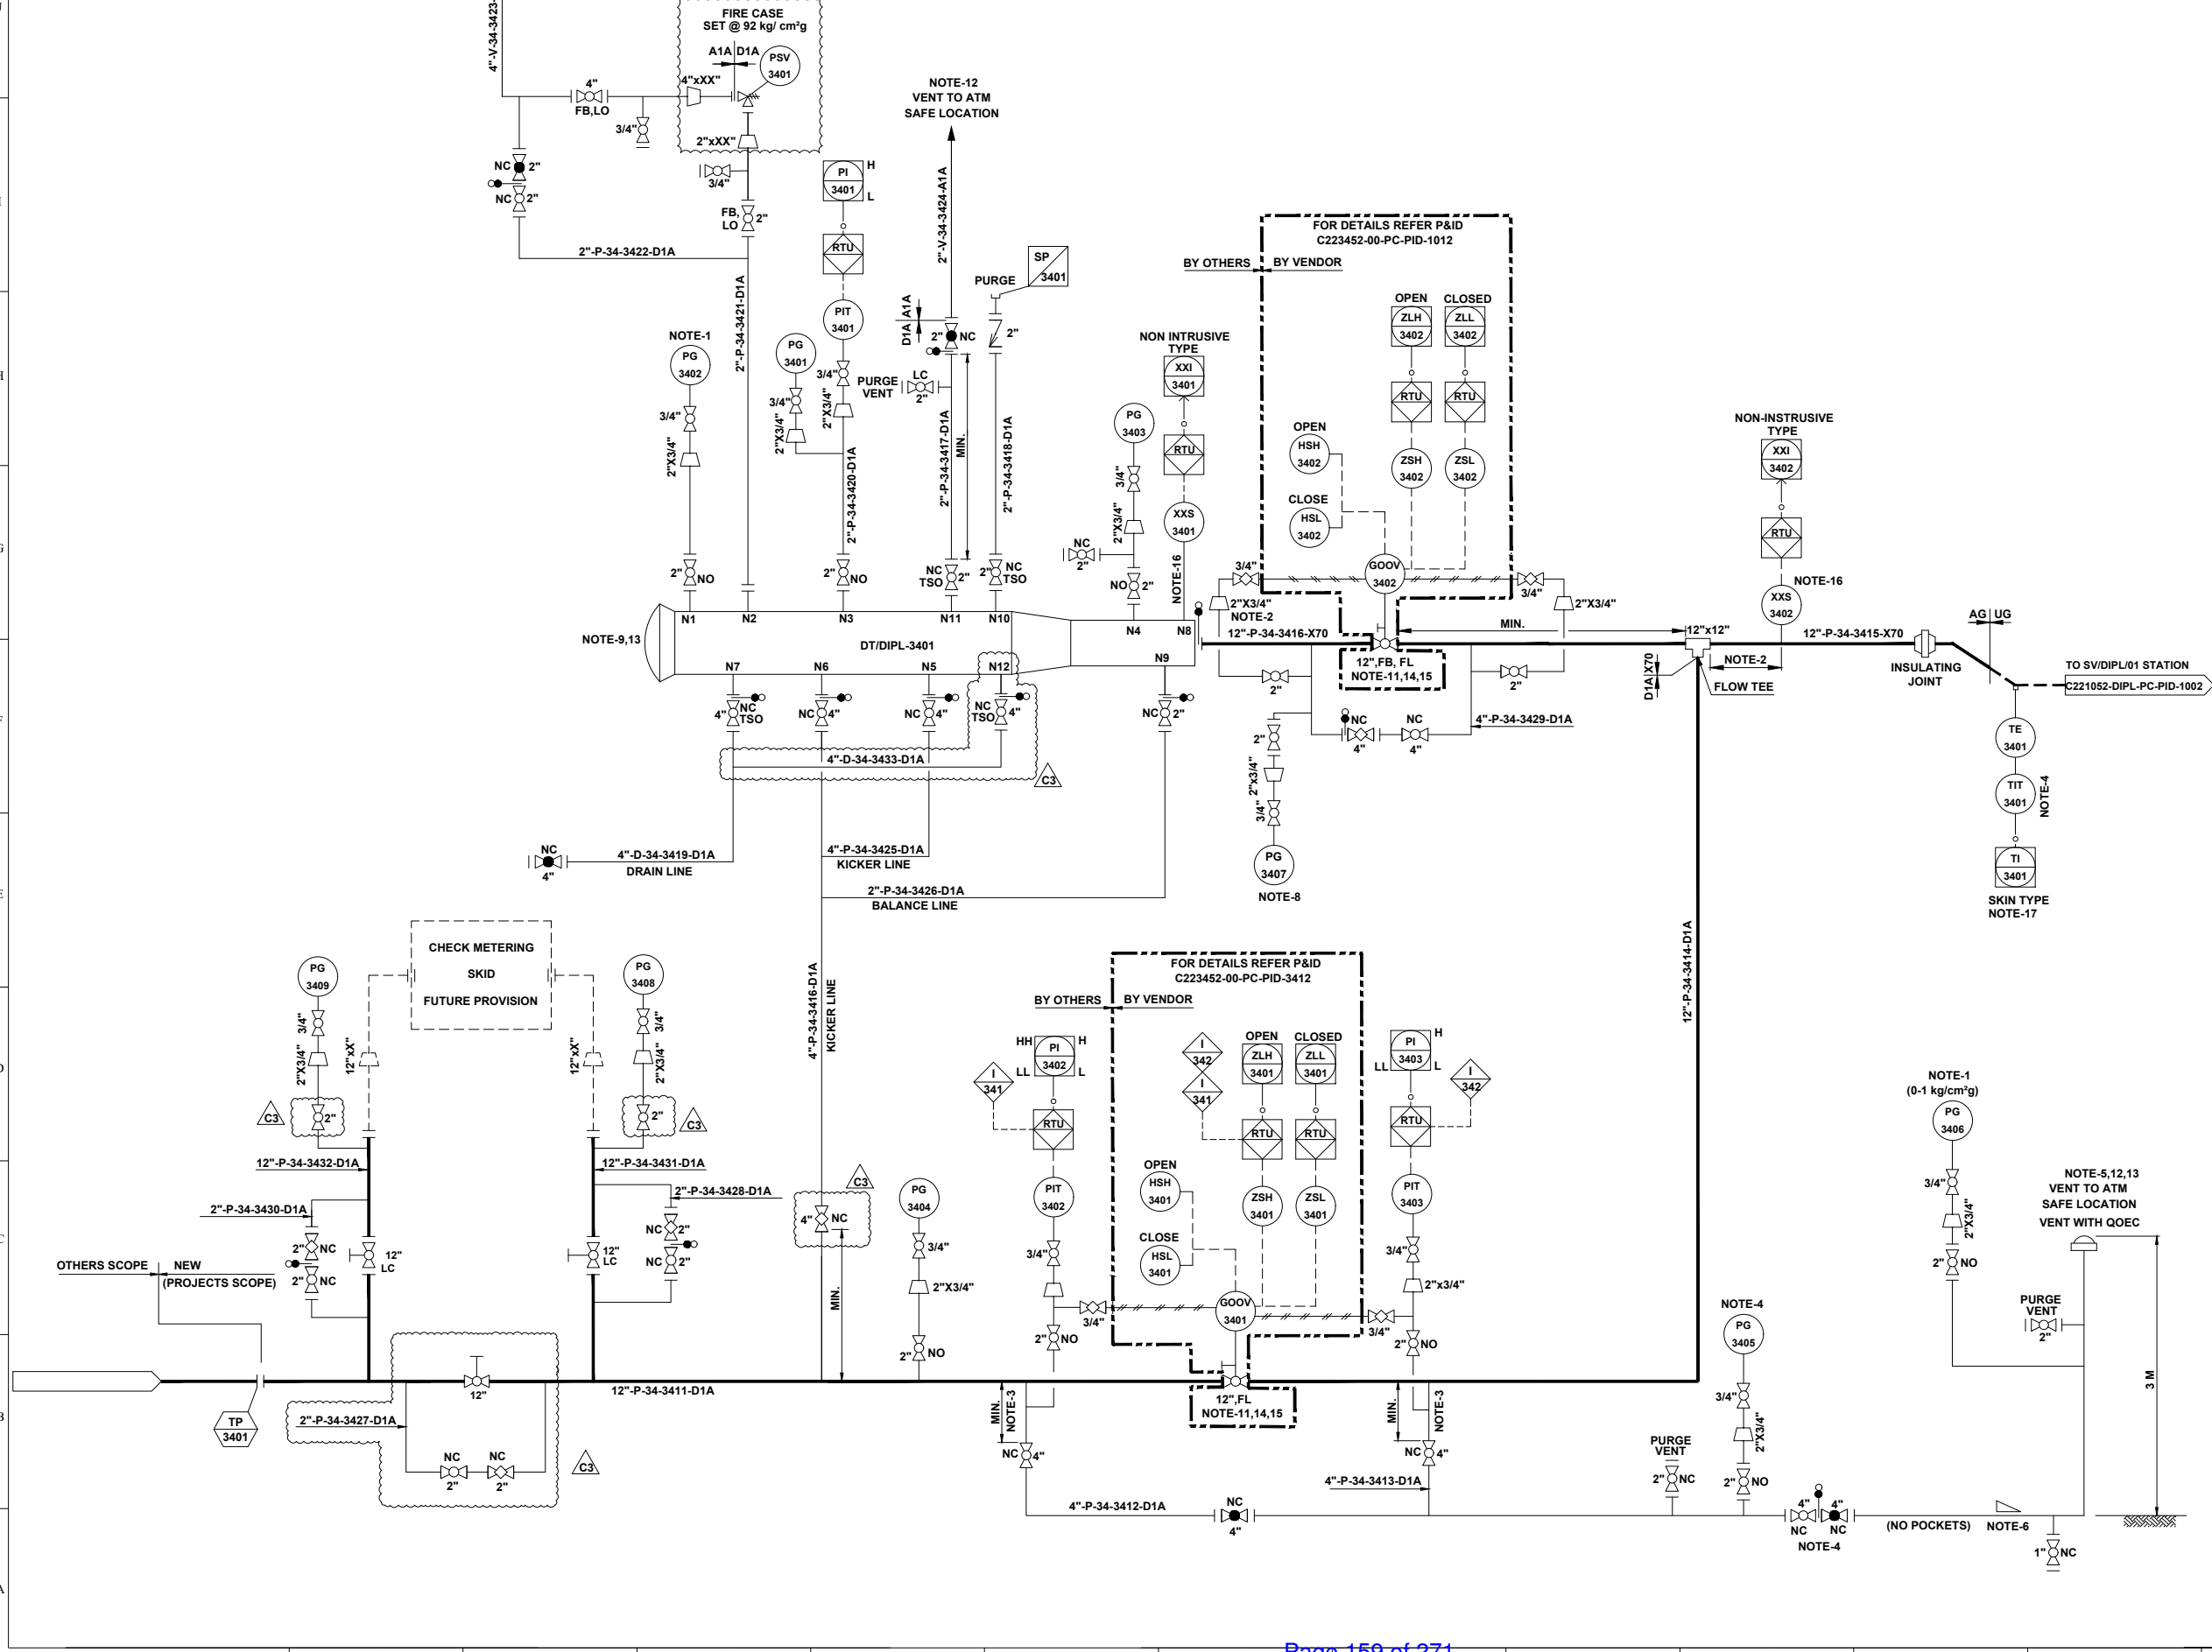 4"-V-34-3423-
FIRE CASE
SET @ 92 kg/ cm²g
A1A D1A
PSV
3401
4"xXX"
4"
FB,LO
3/4"
2"xXX"
3/4"
NC 2"
NC 2"
FB,
LO
2"
2"-P-34-3422-D1A
2"-P-34-3421-D1A
PI
3401
H
L
RTU
PIT
3401
NOTE-12
VENT TO ATM
SAFE LOCATION
2"-V-34-3424-A1A
SP
3401
PURGE
D1A A1A
2" NC
2"
PURGE
VENT
LC
2"
NOTE-1
PG
3402
3/4"
2"X3/4"
2" NO
PG
3401
3/4"
2"X3/4"
3/4"
2"X3/4"
2"-P-34-3420-D1A
2" NO
2"-P-34-3417-D1A
MIN.
2"-P-34-3418-D1A
NC
TSO
2"
2"
NC
TSO
NON INTRUSIVE
TYPE
XXI
3401
RTU
XXS
3401
NOTE-16
PG
3403
3/4"
2"X3/4"
NC
2"
NO 2"
FOR DETAILS REFER P&ID
C223452-00-PC-PID-1012
BY OTHERS
BY VENDOR
OPEN
CLOSED
ZLH
3402
ZLL
3402
RTU
RTU
OPEN
HSH
3402
ZSH
3402
ZSL
3402
CLOSE
HSL
3402
GOOV
3402
3/4"
3/4"
2"X3/4"
NOTE-2
2"X3/4"
NON-INSTRUSIVE
TYPE
XXI
3402
RTU
NOTE-16
XXS
3402
AG UG
NOTE-9,13
N1
N2
N3
N11
N10
N4
N8
DT/DIPL-3401
N7
N6
N5
N12
N9
12"-P-34-3416-X70
MIN.
12"x12"
12"-P-34-3415-X70
12",FB, FL
NOTE-11,14,15
D1A X70
NOTE-2
FLOW TEE
INSULATING
JOINT
TO SV/DIPL/01 STATION
C221052-DIPL-PC-PID-1002
4"
NC
TSO
NC 4"
NC 4"
NC
TSO
4"
NC 2"
2"
2"
4"-P-34-3429-D1A
NC
4"
NC
4"
2"
2"x3/4"
3/4"
PG
3407
NOTE-8
TE
3401
TIT
3401
NOTE-4
TI
3401
SKIN TYPE
NOTE-17
4"-D-34-3433-D1A
C3
NC
4"
4"-D-34-3419-D1A
DRAIN LINE
4"-P-34-3425-D1A
KICKER LINE
2"-P-34-3426-D1A
BALANCE LINE
4"-P-34-3416-D1A
KICKER LINE
12"-P-34-3414-D1A
CHECK METERING
SKID
FUTURE PROVISION
PG
3409
3/4"
2"X3/4"
12"xX"
C3
2"
PG
3408
3/4"
2"X3/4"
12"xX"
2"
C3
12"-P-34-3432-D1A
12"-P-34-3431-D1A
2"-P-34-3430-D1A
2" NC
2" NC
12"
LC
2"-P-34-3428-D1A
NC 2"
NC 2"
12"
LC
OTHERS SCOPE
NEW
(PROJECTS SCOPE)
TP
3401
12"
12"-P-34-3411-D1A
2"-P-34-3427-D1A
NC
2"
NC
2"
C3
C3
4" NC
MIN.
PG
3404
3/4"
2"X3/4"
2" NO
FOR DETAILS REFER P&ID
C223452-00-PC-PID-3412
BY OTHERS
BY VENDOR
HH
H
PI
3402
LL
L
I
341
RTU
PIT
3402
3/4"
3/4"
2" NO
I
342
I
341
OPEN
CLOSED
ZLH
3401
ZLL
3401
RTU
RTU
OPEN
HSH
3401
ZSH
3401
ZSL
3401
CLOSE
HSL
3401
GOOV
3401
PI
3403
H
LL
L
I
342
RTU
PIT
3403
3/4"
2"x3/4"
3/4"
2" NO
12",FL
NOTE-11,14,15
MIN.
NOTE-3
NC 4"
MIN.
NOTE-3
NC 4"
4"-P-34-3413-D1A
4"-P-34-3412-D1A
NC
4"
PURGE
VENT
2" NC
NOTE-4
PG
3405
3/4"
2"X3/4"
2" NO
4"
4"
NC
NC
NOTE-4
(NO POCKETS)
NOTE-6
1" NC
NOTE-1
(0-1 kg/cm²g)
PG
3406
3/4"
2"X3/4"
2" NO
NOTE-5,12,13
VENT TO ATM
SAFE LOCATION
VENT WITH QOEC
PURGE
VENT
2"
3 M
Page 159 of 271